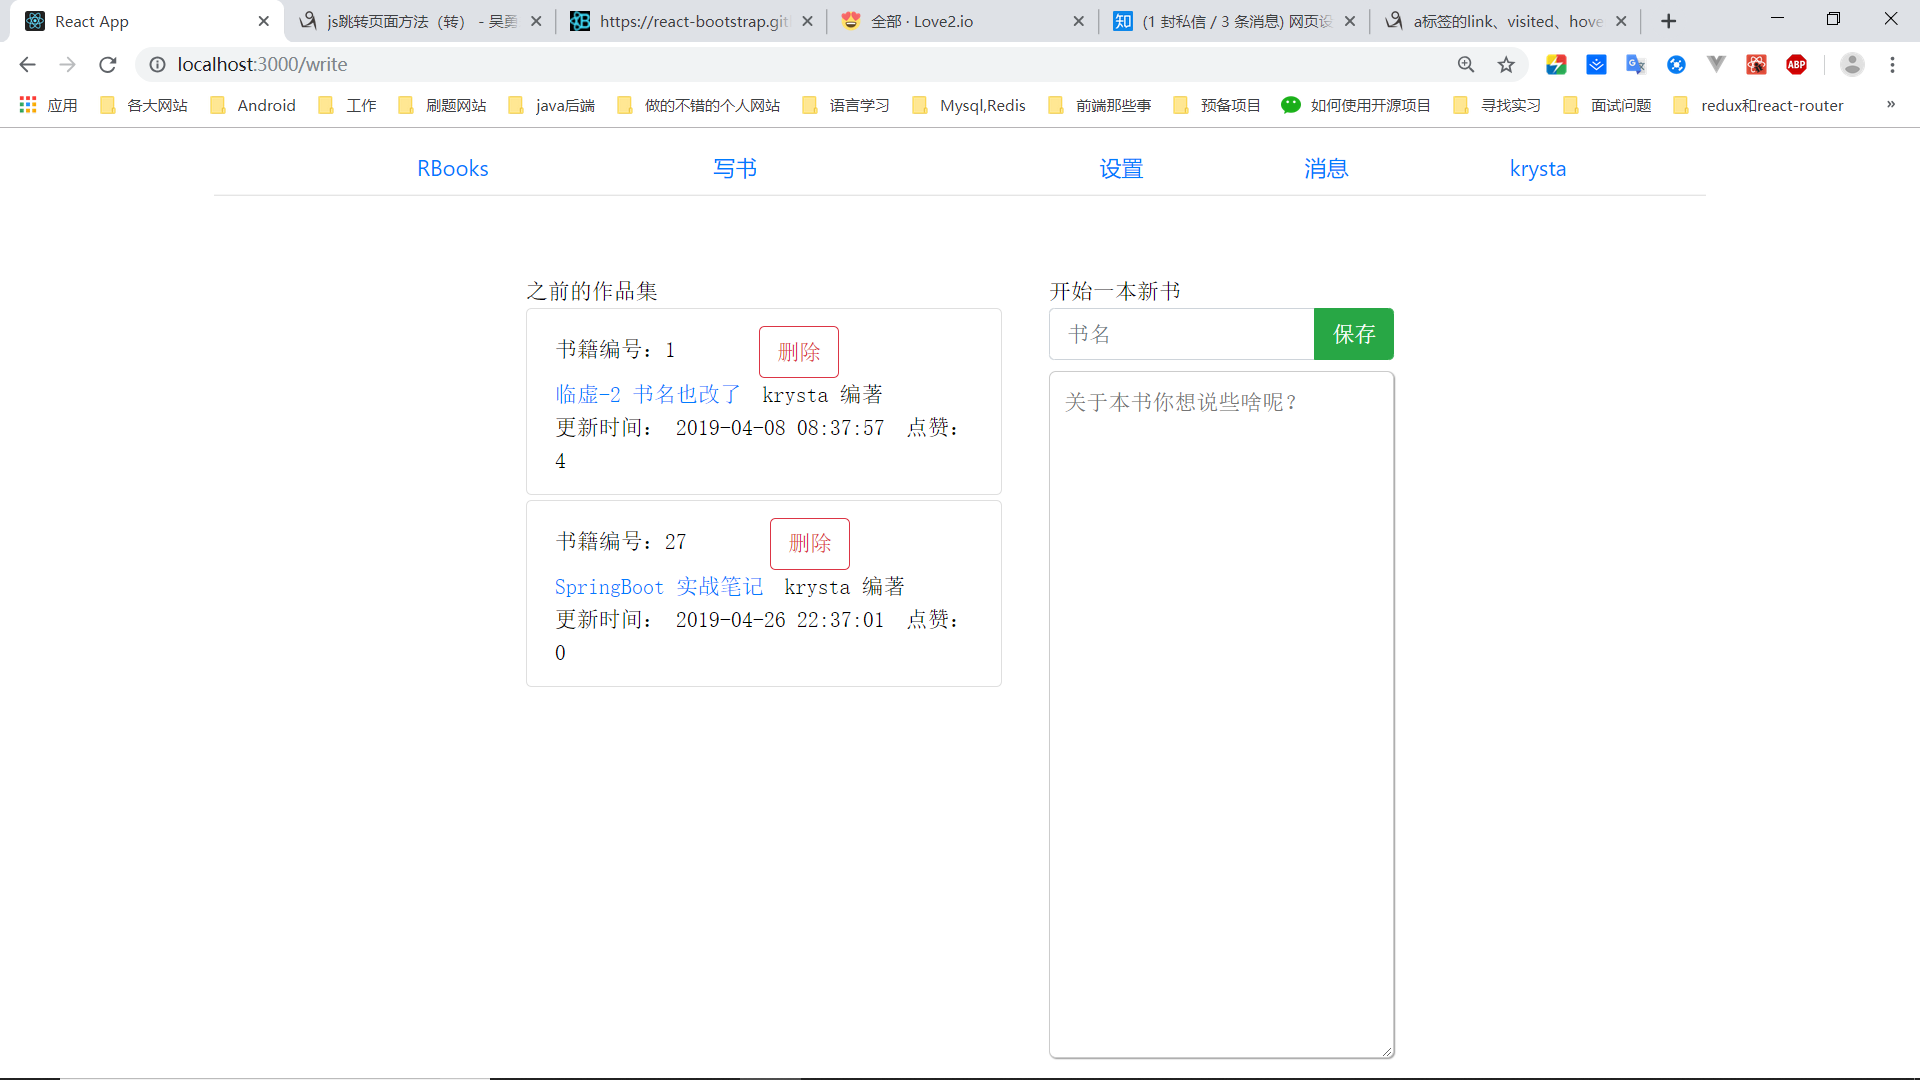 React App
js跳转页面方法（转） - 吴勇
https://react-bootstrap.git
全部 · Love2.io
(1 封私信 / 3 条消息) 网页设
a标签的link、visited、hove
localhost:3000/write
应用
各大网站
Android
工作
刷题网站
java后端
做的不错的个人网站
语言学习
Mysql,Redis
前端那些事
预备项目
如何使用开源项目
寻找实习
面试问题
redux和react-router
»
RBooks
写书
设置
消息
krysta
之前的作品集
书籍编号：1
删除
临虚-2 书名也改了 krysta 编著
更新时间： 2019-04-08 08:37:57 点赞：
4
书籍编号：27
删除
SpringBoot 实战笔记 krysta 编著
更新时间： 2019-04-26 22:37:01 点赞：
0
开始一本新书
书名
保存
关于本书你想说些啥呢？
知
ABP